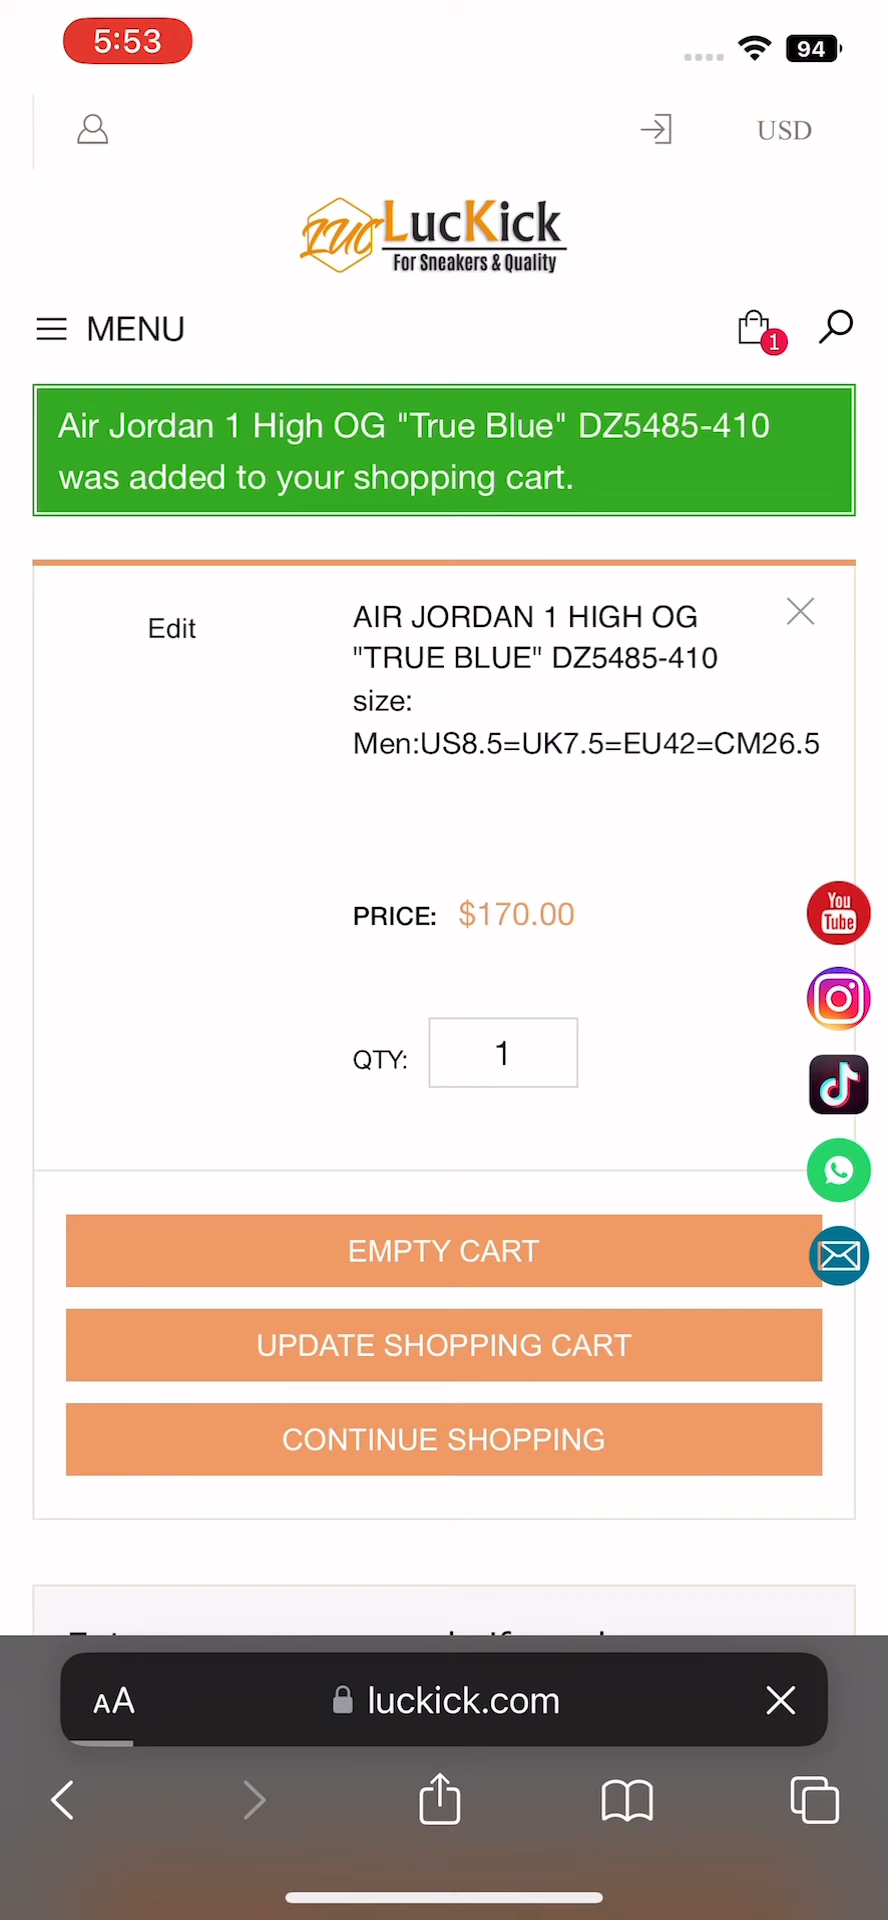 5:53
94
USD
LUC LucKick
For Sneakers & Quality
MENU
1
Air Jordan 1 High OG "True Blue" DZ5485-410
was added to your shopping cart.
Edit
AIR JORDAN 1 HIGH OG
"TRUE BLUE" DZ5485-410
size:
Men:US8.5=UK7.5=EU42=CM26.5
PRICE: $170.00
You
Tube
QTY: 1
EMPTY CART
UPDATE SHOPPING CART
CONTINUE SHOPPING
AA luckick.com